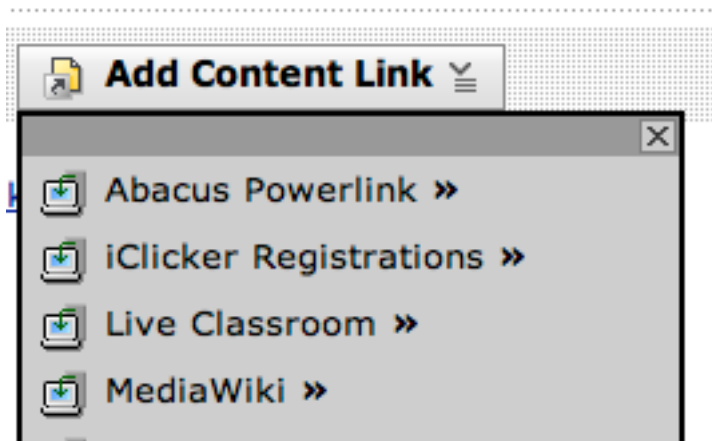 Add Content Link
Abacus Powerlink »
iClicker Registrations »
Live Classroom »
MediaWiki »